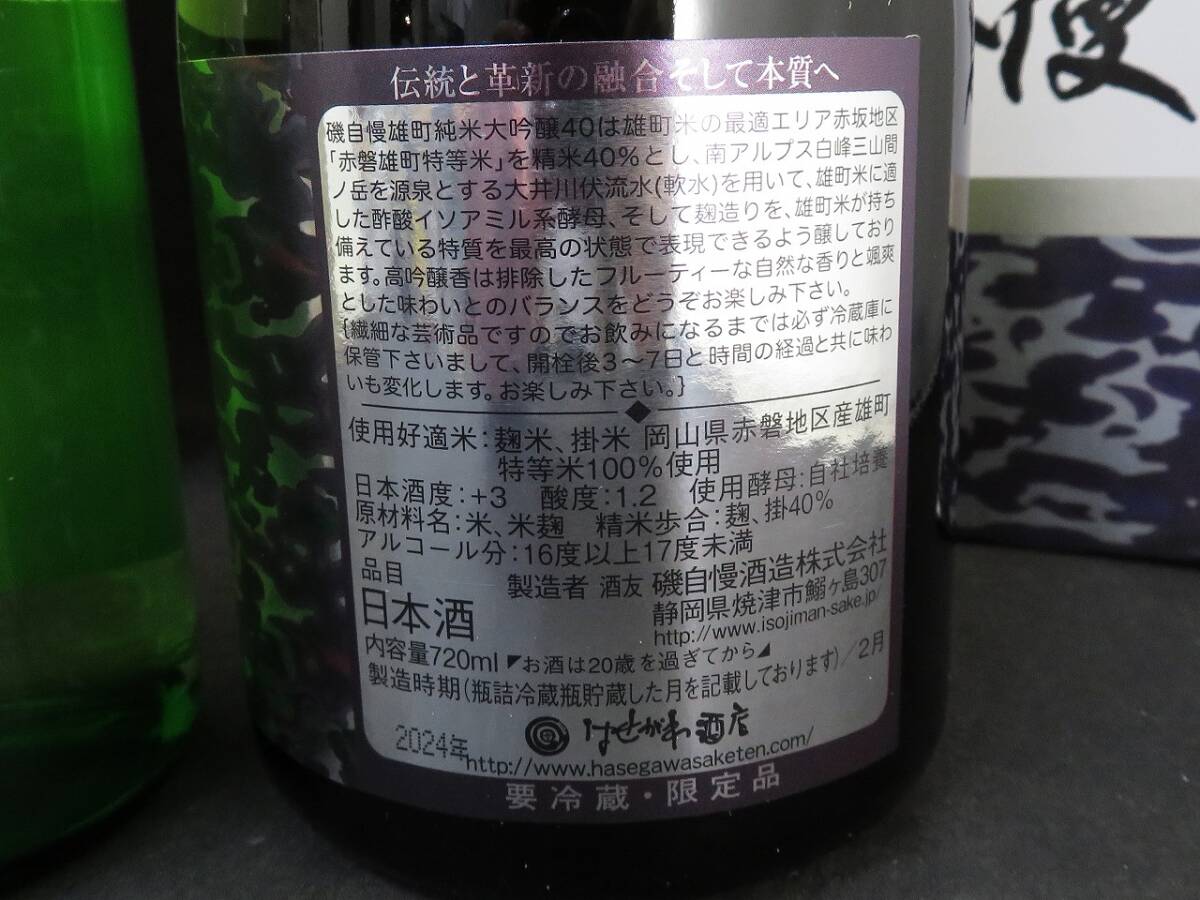 伝統と革新の融合そして本質へ
磯自慢雄町純米大吟醸40は雄町米の最適エリア赤坂地区
「赤磐雄町特等米」を精米40%とし、南アルプス白峰三山間
ノ岳を源泉とする大井川伏流水(軟水)を用いて、雄町米に適
した酢酸イソアミル系酵母、そして麹造りを、雄町米が持ち
備えている特質を最高の状態で表現できるよう醸しており
ます。高吟醸香は排除したフルーティーな自然な香りと颯爽
とした味わいとのバランスをどうぞお楽しみ下さい。
{繊細な芸術品ですのでお飲みになるまでは必ず冷蔵庫に
保管下さいまして、開栓後3〜7日と時間の経過と共に味わ
いも変化します。お楽しみ下さい。}
使用好適米:麹米、掛米 岡山県赤磐地区産雄町
特等米100%使用
日本酒度:+3 酸度:1.2 使用酵母:自社培養
原材料名:米、米麹 精米歩合:麹、掛40%
アルコール分:16度以上17度未満
品目
日本酒
製造者 酒友 磯自慢酒造株式会社
静岡県焼津市鰯ヶ島307
http://www.isojiman-sake.jp/
内容量720ml お酒は20歳を過ぎてから
製造時期(瓶詰冷蔵瓶貯蔵した月を記載しております)/2月
2024年
はせがわ酒店
http://www.hasegawasaketen.com/
要冷蔵・限定品
慢